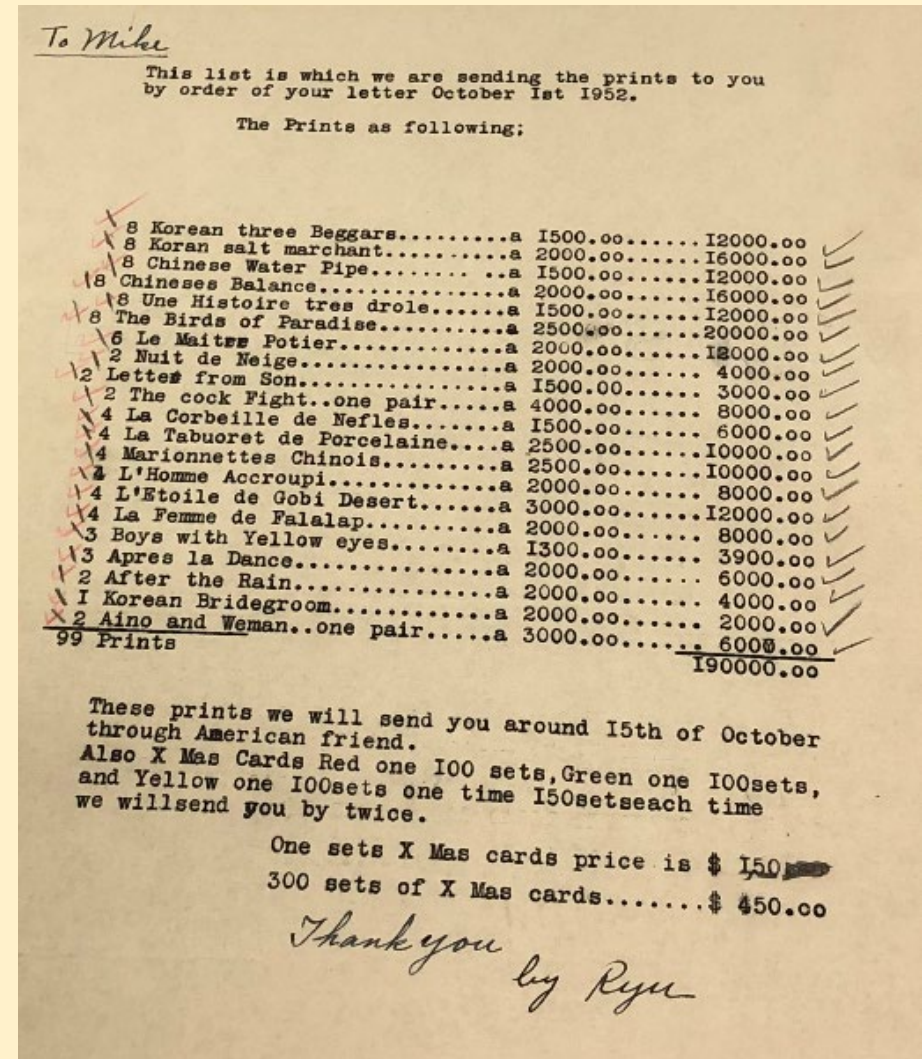 To Mike
This list is which we are sending the prints to you
by order of your letter October Ist I952.
The Prints as following;
8 Korean three Beggars.........a I500.oo......I2000.oo
8 Koran salt marchant..........a 2000.oo......I6000.oo
8 Chinese Water Pipe....... ..a I500.oo......I2000.oo
8 Chineses Balance...............a 2000.oo......I6000.oo
8 Une Histoire tres drole......a I500.oo......I2000.oo
8 The Birds of Paradise..........a 2500.oo......20000.oo
6 Le Maitre Potier..............a 2000.oo......I2000.oo
2 Nuit de Neige................a 2000.oo...... 4000.oo
2 Letter from Son...............a I500.oo...... 3000.oo
2 The cock Fight..one pair.....a 4000.oo...... 8000.oo
4 La Corbeille de Nefles.......a I500.oo...... 6000.oo
4 La Tabuoret de Porcelaine....a 2500.oo......I0000.oo
4 Marionnettes Chinois.........a 2500.oo......I0000.oo
4 L'Homme Accroupi.............a 2000.oo...... 8000.oo
4 L'Etoile de Gobi Desert......a 3000.oo......I2000.oo
4 La Femme de Falalap..........a 2000.oo...... 8000.oo
3 Boys with Yellow eyes........a I300.oo...... 3900.oo
3 Apres la Dance...............a 2000.oo...... 6000.oo
2 After the Rain...............a 2000.oo...... 4000.oo
I Korean Bridegroom............a 2000.oo...... 2000.oo
2 Aino and Weman..one pair.....a 3000.oo...... 6000.oo
99 Prints I90000.oo
These prints we will send you around I5th of October
through American friend.
Also X Mas Cards Red one I00 sets,Green one I00sets,
and Yellow one I00sets one time I50setseach time
we willsend you by twice.
One sets X Mas cards price is $ I50
300 sets of X Mas cards.......$ 450.oo
Thank you
by Ryu